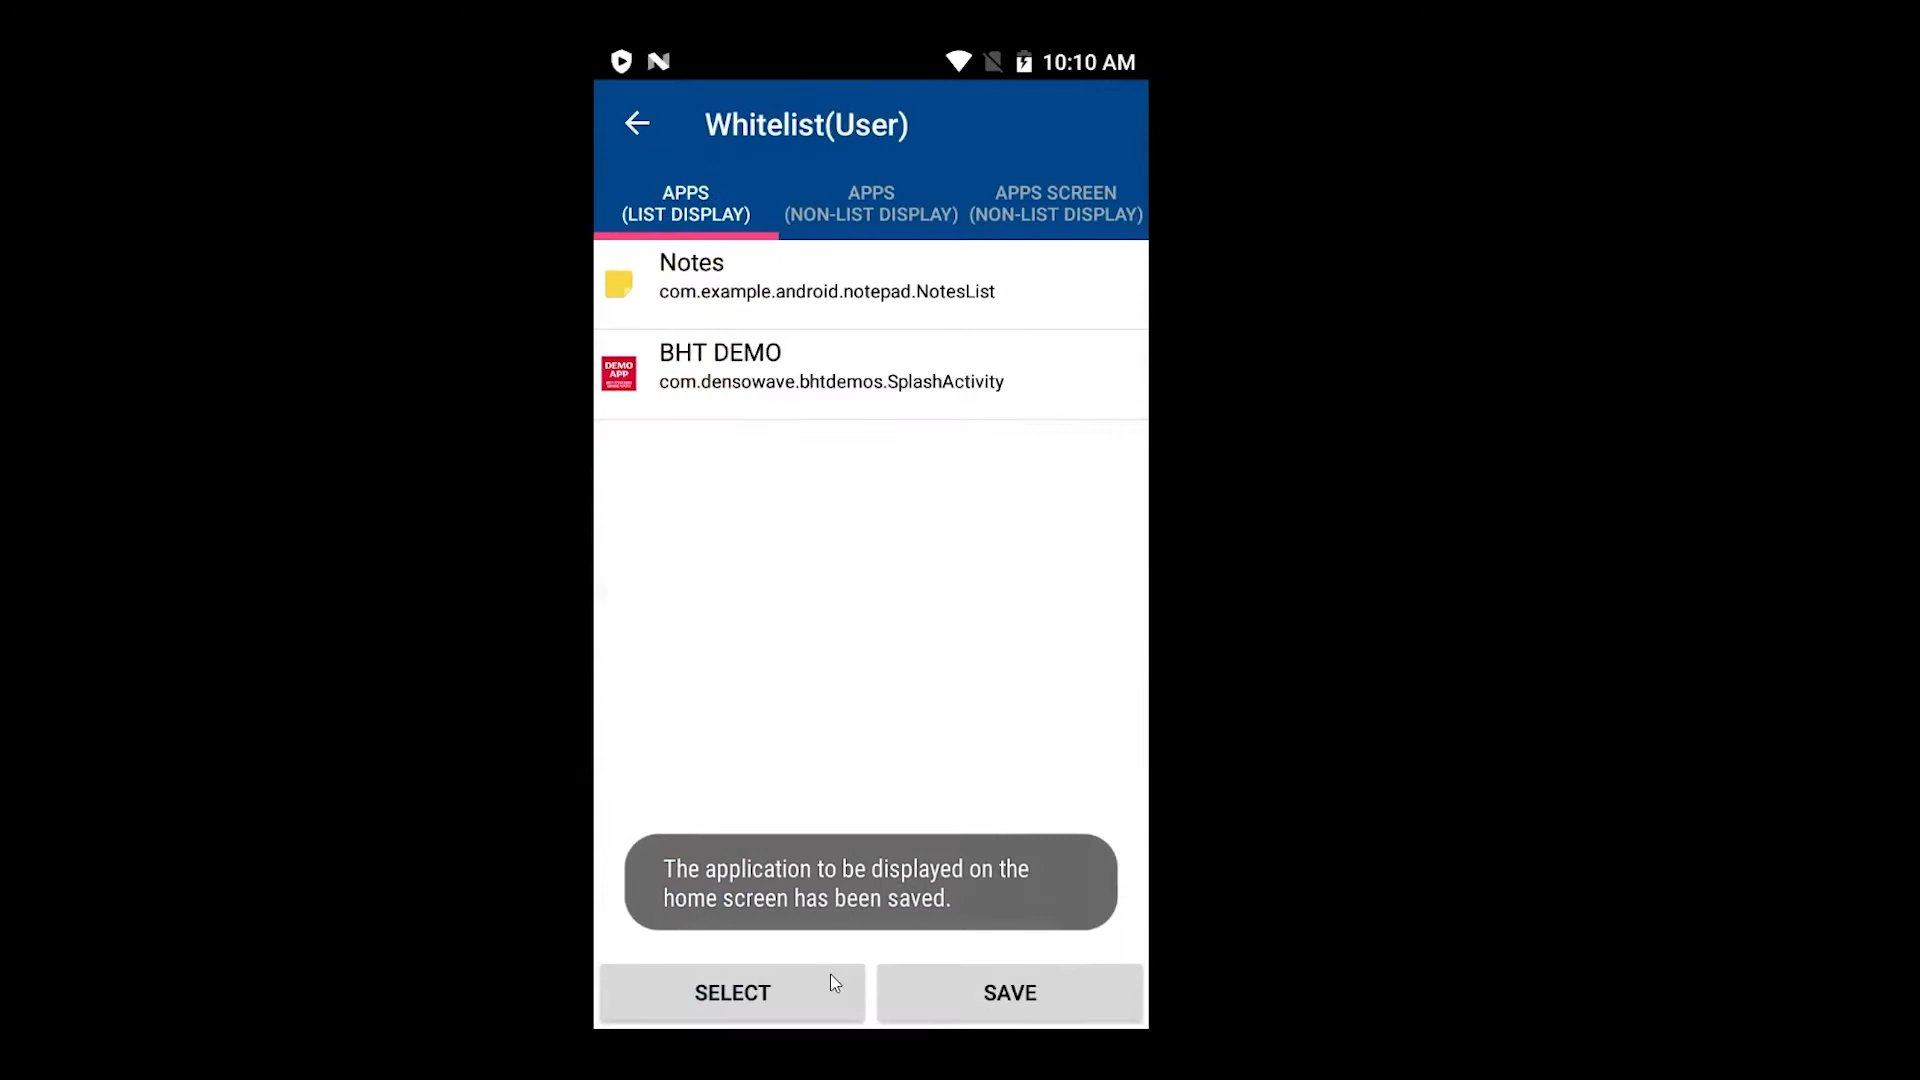 10:10 AM
Whitelist(User)
APPS
(LIST DISPLAY)
APPS
(NON-LIST DISPLAY)
APPS SCREEN
(NON-LIST DISPLAY)
Notes
com.example.android.notepad.NotesList
DEMO
APP
BHT DEMO
com.densowave.bhtdemos.SplashActivity
The application to be displayed on the
home screen has been saved.
SELECT
SAVE